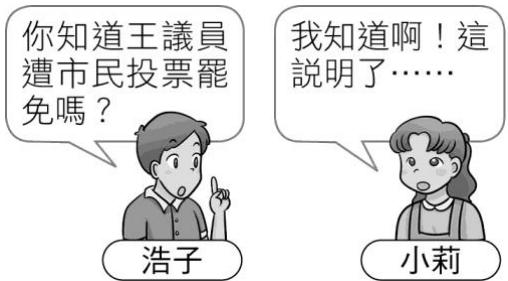 你知道王議員
遭市民投票罷
免嗎？
我知道啊！這
説明了……
浩子
小莉